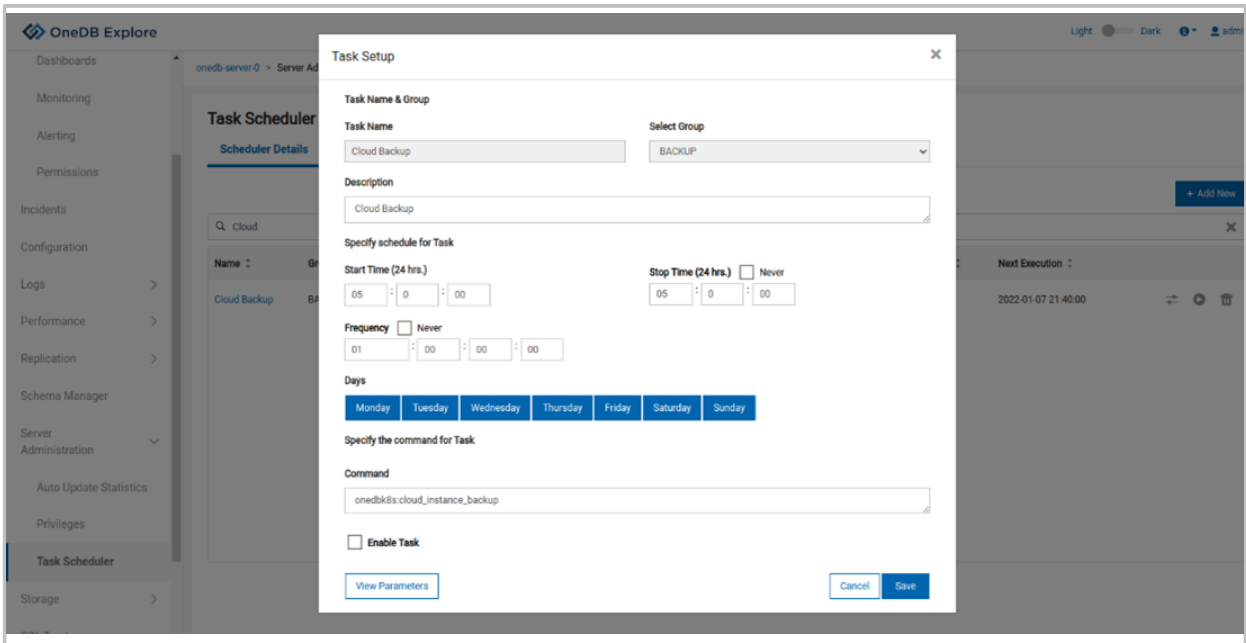 OneDB Explore
Light Dark admi
Dashboards
Monitoring
Alerting
Permissions
Incidents
Configuration
Logs
Performance
Replication
Schema Manager
Server
Administration
Auto Update Statistics
Privileges
Task Scheduler
Storage
onedb-server-0 > Server Ad
Task Scheduler
Scheduler Details
+ Add New
Cloud
Name Gr Next Execution
Cloud Backup BA 2022-01-07 21:40:00
Task Setup
Task Name & Group
Task Name Select Group
Cloud Backup BACKUP
Description
Cloud Backup
Specify schedule for Task
Start Time (24 hrs.) Stop Time (24 hrs.) Never
05 : 0 : 00 05 : 0 : 00
Frequency Never
01 : 00 : 00 : 00
Days
Monday Tuesday Wednesday Thursday Friday Saturday Sunday
Specify the command for Task
Command
onedbk8s:cloud_instance_backup
Enable Task
View Parameters Cancel Save